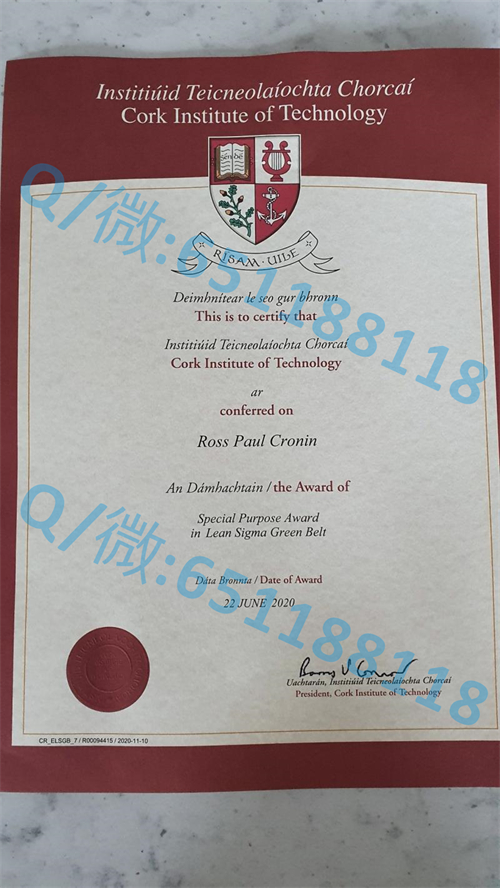 Institiúid Teicneolaíochta Chorcaí
Cork Institute of Technology
RISAM · UILE
Deimhnítear le seo gur bhronn
This is to certify that
Institiúid Teicneolaíochta Chorcaí
Cork Institute of Technology
ar
conferred on
Ross Paul Cronin
An Dámhachtain / the Award of
Special Purpose Award
in Lean Sigma Green Belt
Dáta Bronnta / Date of Award
22 JUNE 2020
Uachtarán, Institiúid Teicneolaíochta Chorcaí
President, Cork Institute of Technology
CR_ELSGB_7 / R00094415 / 2020-11-10
Q/微:651188118
Q/微:651188118